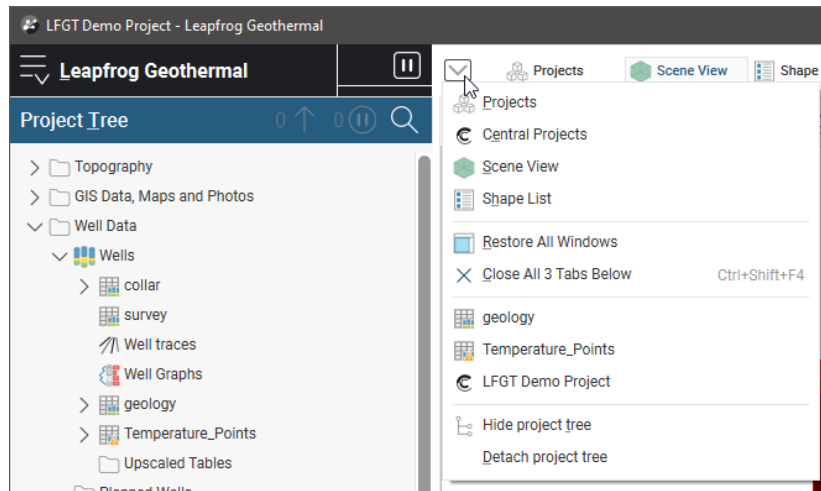 LFGT Demo Project - Leapfrog Geothermal
Leapfrog Geothermal
Projects
Scene View
Shape
Project Tree
0
0
Topography
GIS Data, Maps and Photos
Well Data
Wells
collar
survey
Well traces
Well Graphs
geology
Temperature_Points
Upscaled Tables
Planned Wells
Projects
Central Projects
Scene View
Shape List
Restore All Windows
Close All 3 Tabs Below Ctrl+Shift+F4
geology
Temperature_Points
LFGT Demo Project
Hide project tree
Detach project tree